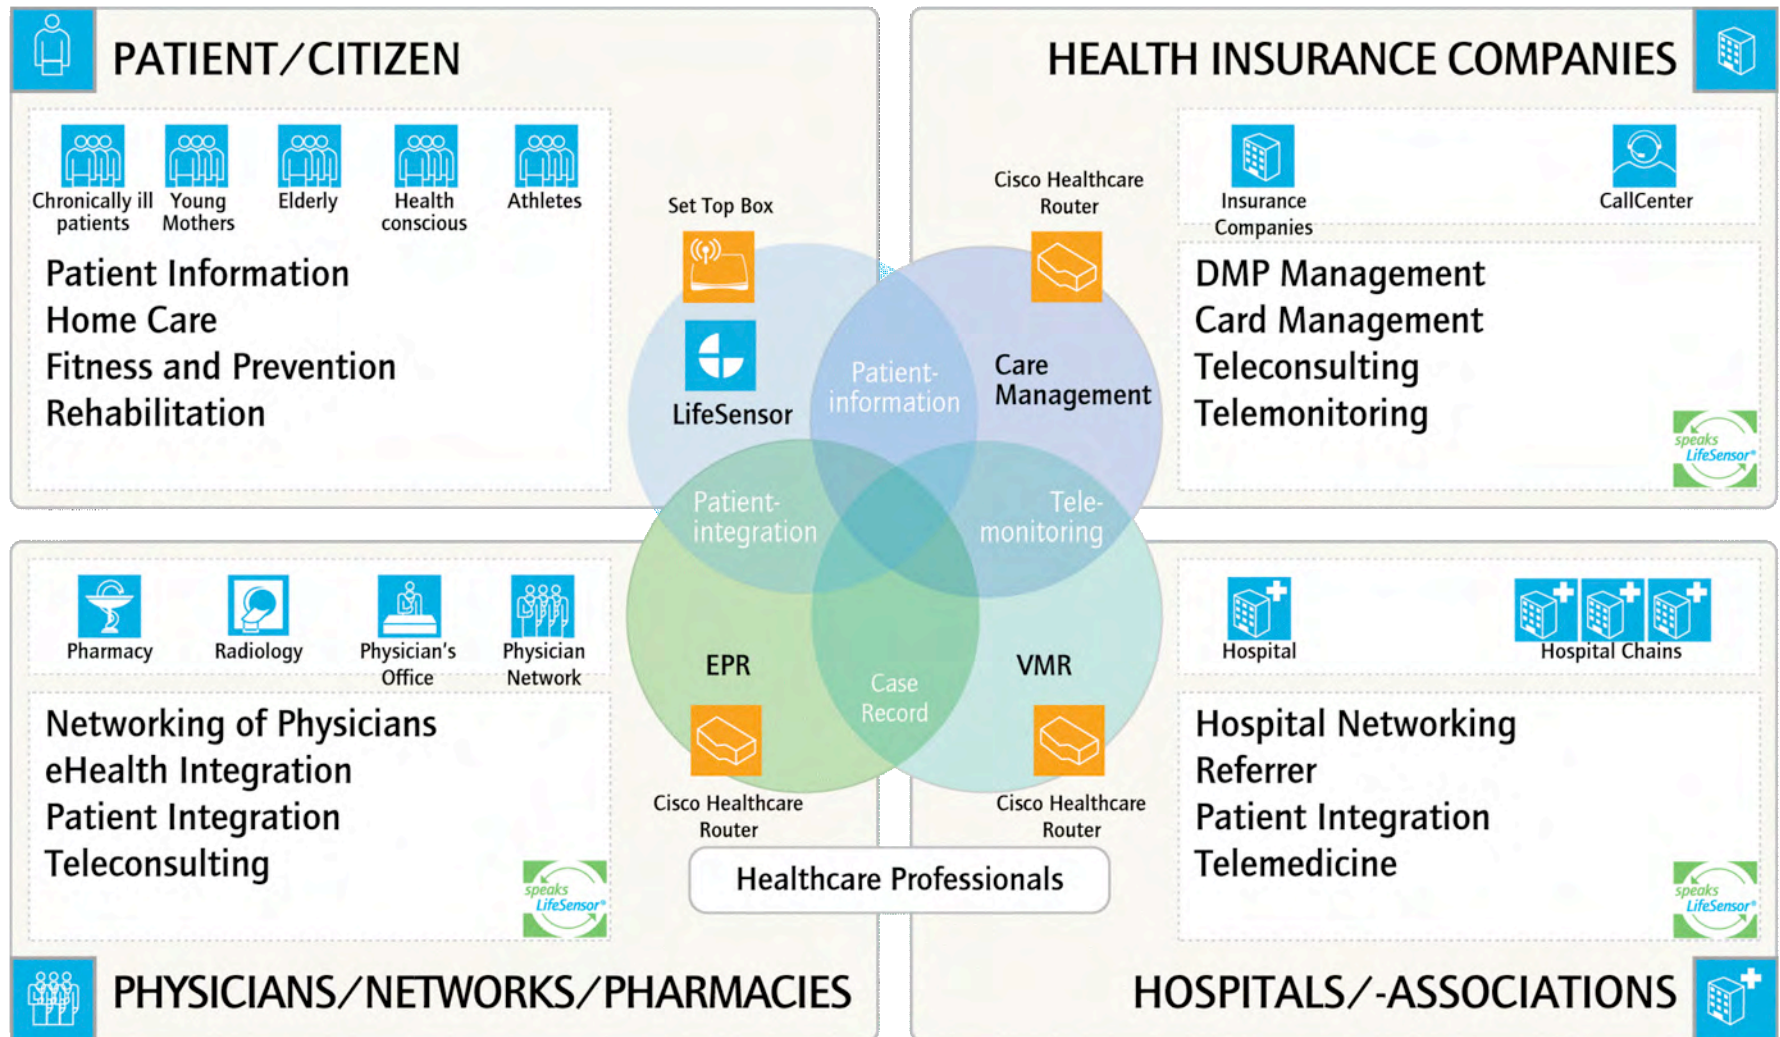 PATIENT/CITIZEN
Chronically ill
patients
Young
Mothers
Elderly
Health
conscious
Athletes
Patient Information
Home Care
Fitness and Prevention
Rehabilitation
HEALTH INSURANCE COMPANIES
Insurance
Companies
CallCenter
DMP Management
Card Management
Teleconsulting
Telemonitoring
speaks
LifeSensor®
Set Top Box
LifeSensor
Cisco Healthcare
Router
Patient-
information
Care
Management
Patient-
integration
Tele-
monitoring
EPR
Case
Record
VMR
Cisco Healthcare
Router
Cisco Healthcare
Router
Healthcare Professionals
Pharmacy
Radiology
Physician's
Office
Physician
Network
Networking of Physicians
eHealth Integration
Patient Integration
Teleconsulting
speaks
LifeSensor®
PHYSICIANS/NETWORKS/PHARMACIES
Hospital
Hospital Chains
Hospital Networking
Referrer
Patient Integration
Telemedicine
speaks
LifeSensor®
HOSPITALS/-ASSOCIATIONS